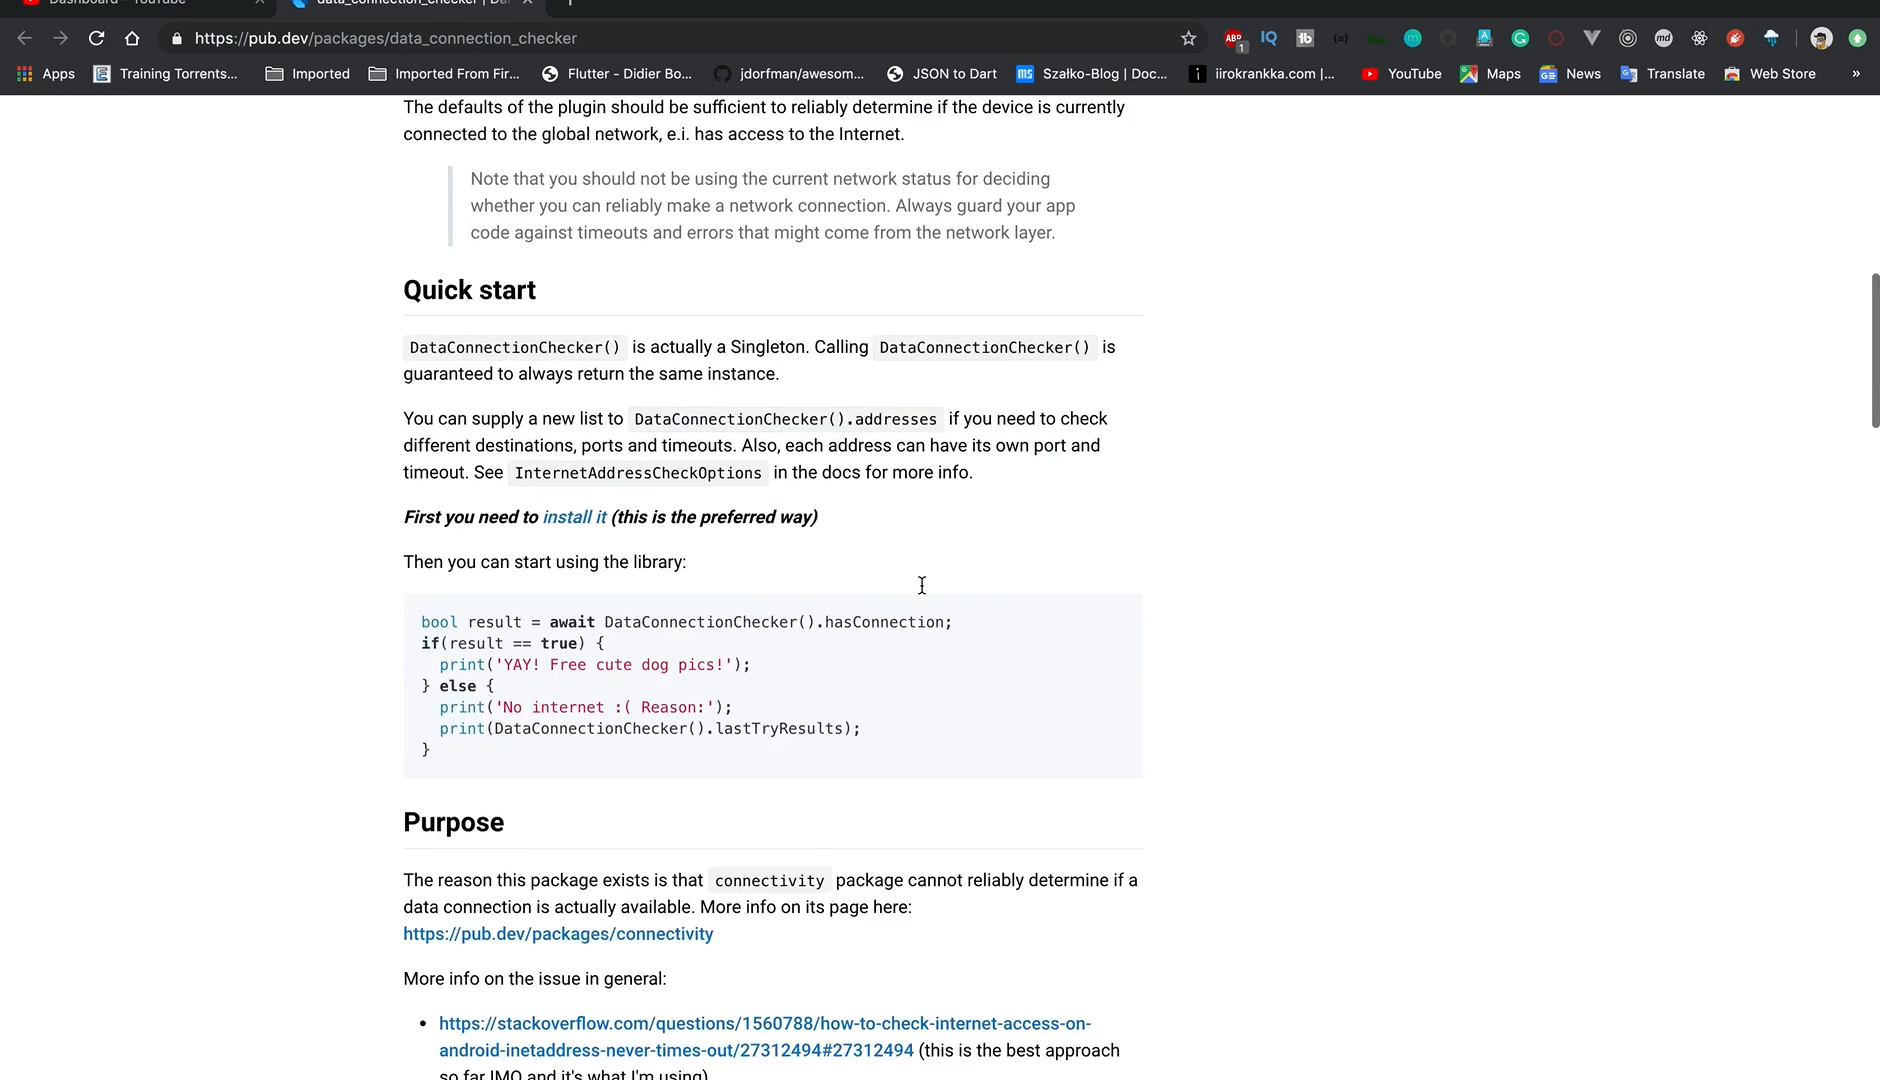 Dashboard - YouTube
data_connection_checker | Da
https://pub.dev/packages/data_connection_checker
ABP
1
IQ
tb
md
Apps
Training Torrents...
Imported
Imported From Fir...
Flutter - Didier Bo...
jdorfman/awesom...
JSON to Dart
MS
Szałko-Blog | Doc...
iirokrankka.com |...
YouTube
Maps
News
Translate
Web Store
»
The defaults of the plugin should be sufficient to reliably determine if the device is currently
connected to the global network, e.i. has access to the Internet.
Note that you should not be using the current network status for deciding
whether you can reliably make a network connection. Always guard your app
code against timeouts and errors that might come from the network layer.
Quick start
DataConnectionChecker() is actually a Singleton. Calling DataConnectionChecker() is
guaranteed to always return the same instance.
You can supply a new list to DataConnectionChecker().addresses if you need to check
different destinations, ports and timeouts. Also, each address can have its own port and
timeout. See InternetAddressCheckOptions in the docs for more info.
First you need to install it (this is the preferred way)
Then you can start using the library:
bool result = await DataConnectionChecker().hasConnection;
if(result == true) {
  print('YAY! Free cute dog pics!');
} else {
  print('No internet :( Reason:');
  print(DataConnectionChecker().lastTryResults);
}
Purpose
The reason this package exists is that connectivity package cannot reliably determine if a
data connection is actually available. More info on its page here:
https://pub.dev/packages/connectivity
More info on the issue in general:
• https://stackoverflow.com/questions/1560788/how-to-check-internet-access-on-
android-inetaddress-never-times-out/27312494#27312494 (this is the best approach
so far IMO and it's what I'm using)